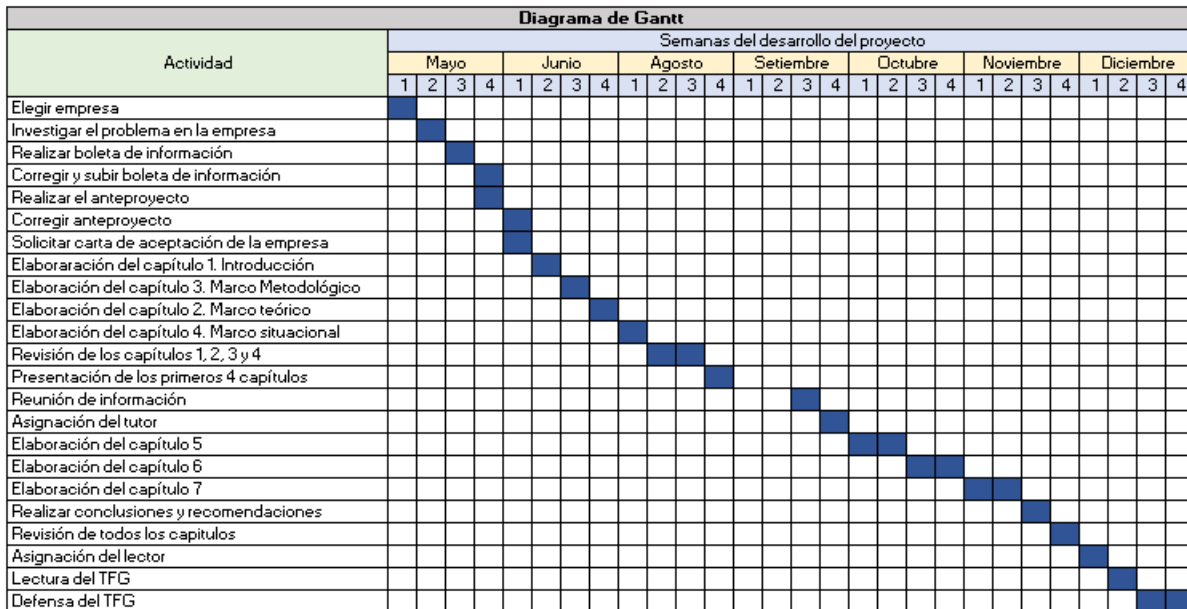 Diagrama de Gantt
Actividad
Semanas del desarrollo del proyecto
Mayo Junio Agosto Setiembre Octubre Noviembre Diciembre
1 2 3 4 1 2 3 4 1 2 3 4 1 2 3 4 1 2 3 4 1 2 3 4 1 2 3 4
Elegir empresa
Investigar el problema en la empresa
Realizar boleta de información
Corregir y subir boleta de información
Realizar el anteproyecto
Corregir anteproyecto
Solicitar carta de aceptación de la empresa
Elaboraración del capítulo 1. Introducción
Elaboración del capítulo 3. Marco Metodológico
Elaboración del capítulo 2. Marco teórico
Elaboración del capítulo 4. Marco situacional
Revisión de los capítulos 1, 2, 3 y 4
Presentación de los primeros 4 capítulos
Reunión de información
Asignación del tutor
Elaboración del capítulo 5
Elaboración del capítulo 6
Elaboración del capítulo 7
Realizar conclusiones y recomendaciones
Revisión de todos los capitulos
Asignación del lector
Lectura del TFG
Defensa del TFG